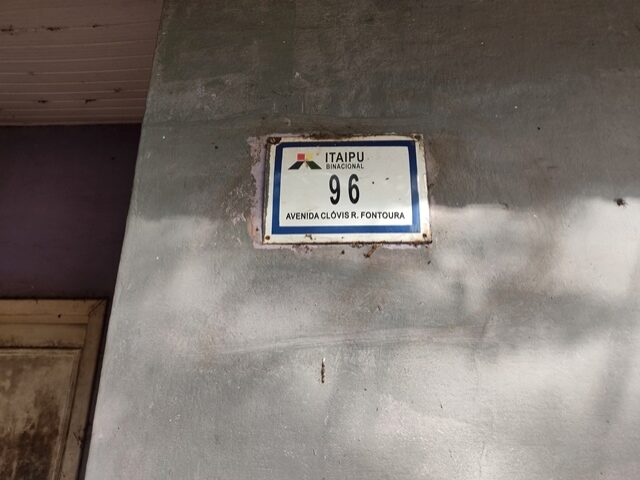 ITAIPU
BINACIONAL
96
AVENIDA CLÓVIS R. FONTOURA